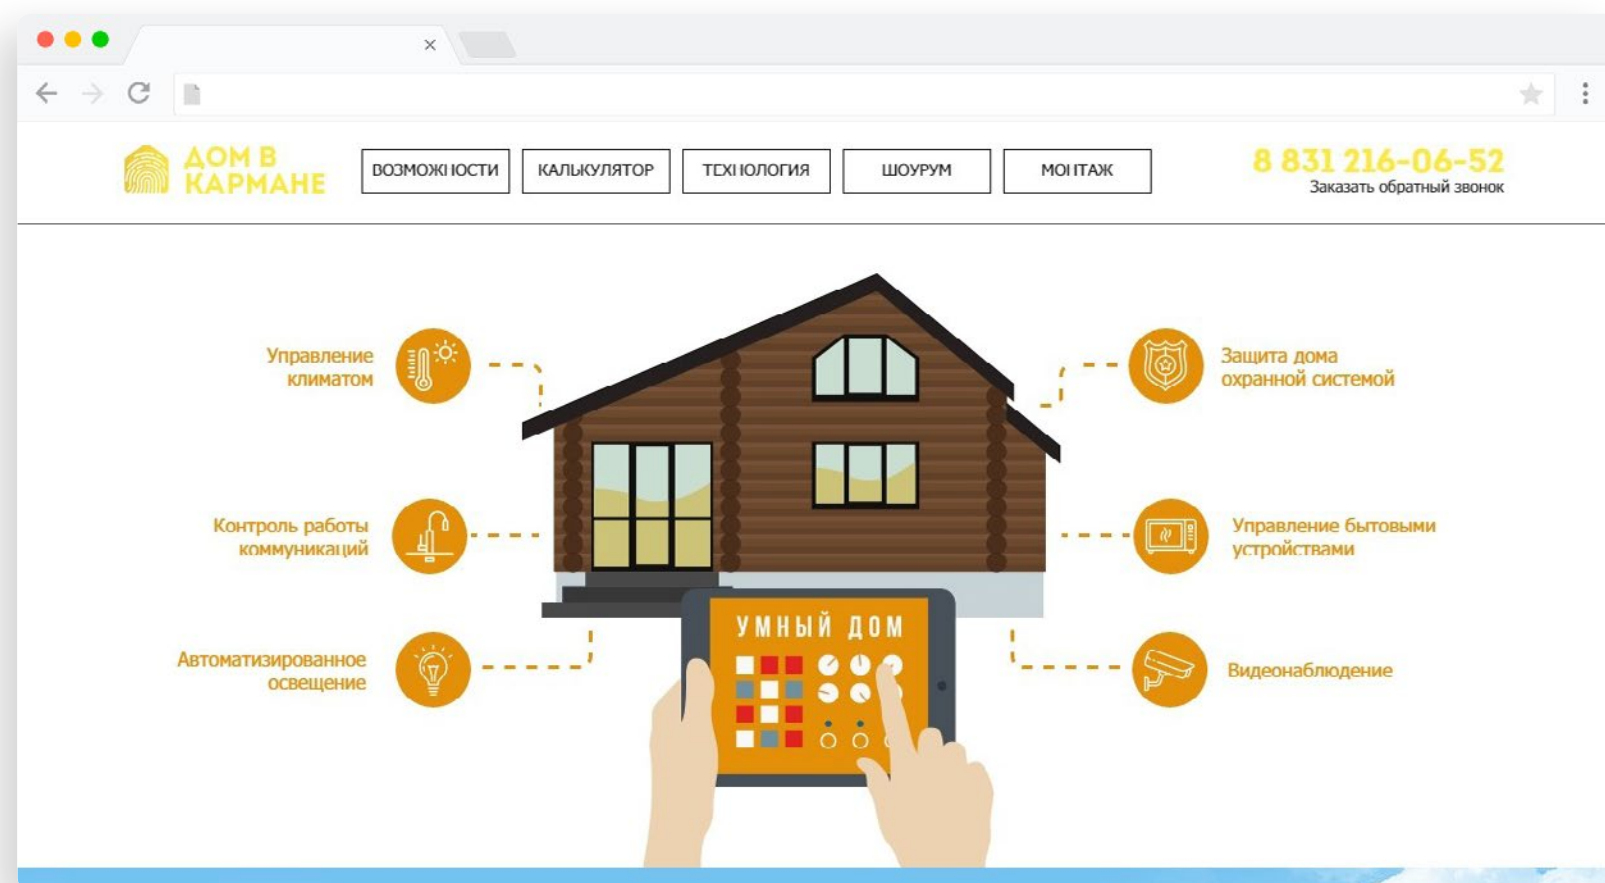 ДОМ В
КАРМАНЕ
ВОЗМОЖНОСТИ
КАЛЬКУЛЯТОР
ТЕХНОЛОГИЯ
ШОУРУМ
МОНТАЖ
8 831 216-06-52
Заказать обратный звонок
Управление
климатом
Защита дома
охранной системой
Контроль работы
коммуникаций
Управление бытовыми
устройствами
УМНЫЙ ДОМ
Автоматизированное
освещение
Видеонаблюдение